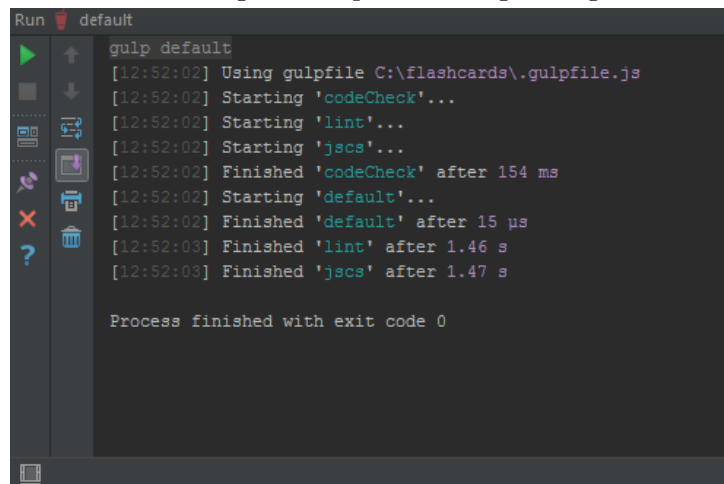 Run default
gulp default
[12:52:02] Using gulpfile C:\flashcards\.gulpfile.js
[12:52:02] Starting 'codeCheck'...
[12:52:02] Starting 'lint'...
[12:52:02] Starting 'jscs'...
[12:52:02] Finished 'codeCheck' after 154 ms
[12:52:02] Starting 'default'...
[12:52:02] Finished 'default' after 15 μs
[12:52:03] Finished 'lint' after 1.46 s
[12:52:03] Finished 'jscs' after 1.47 s
Process finished with exit code 0